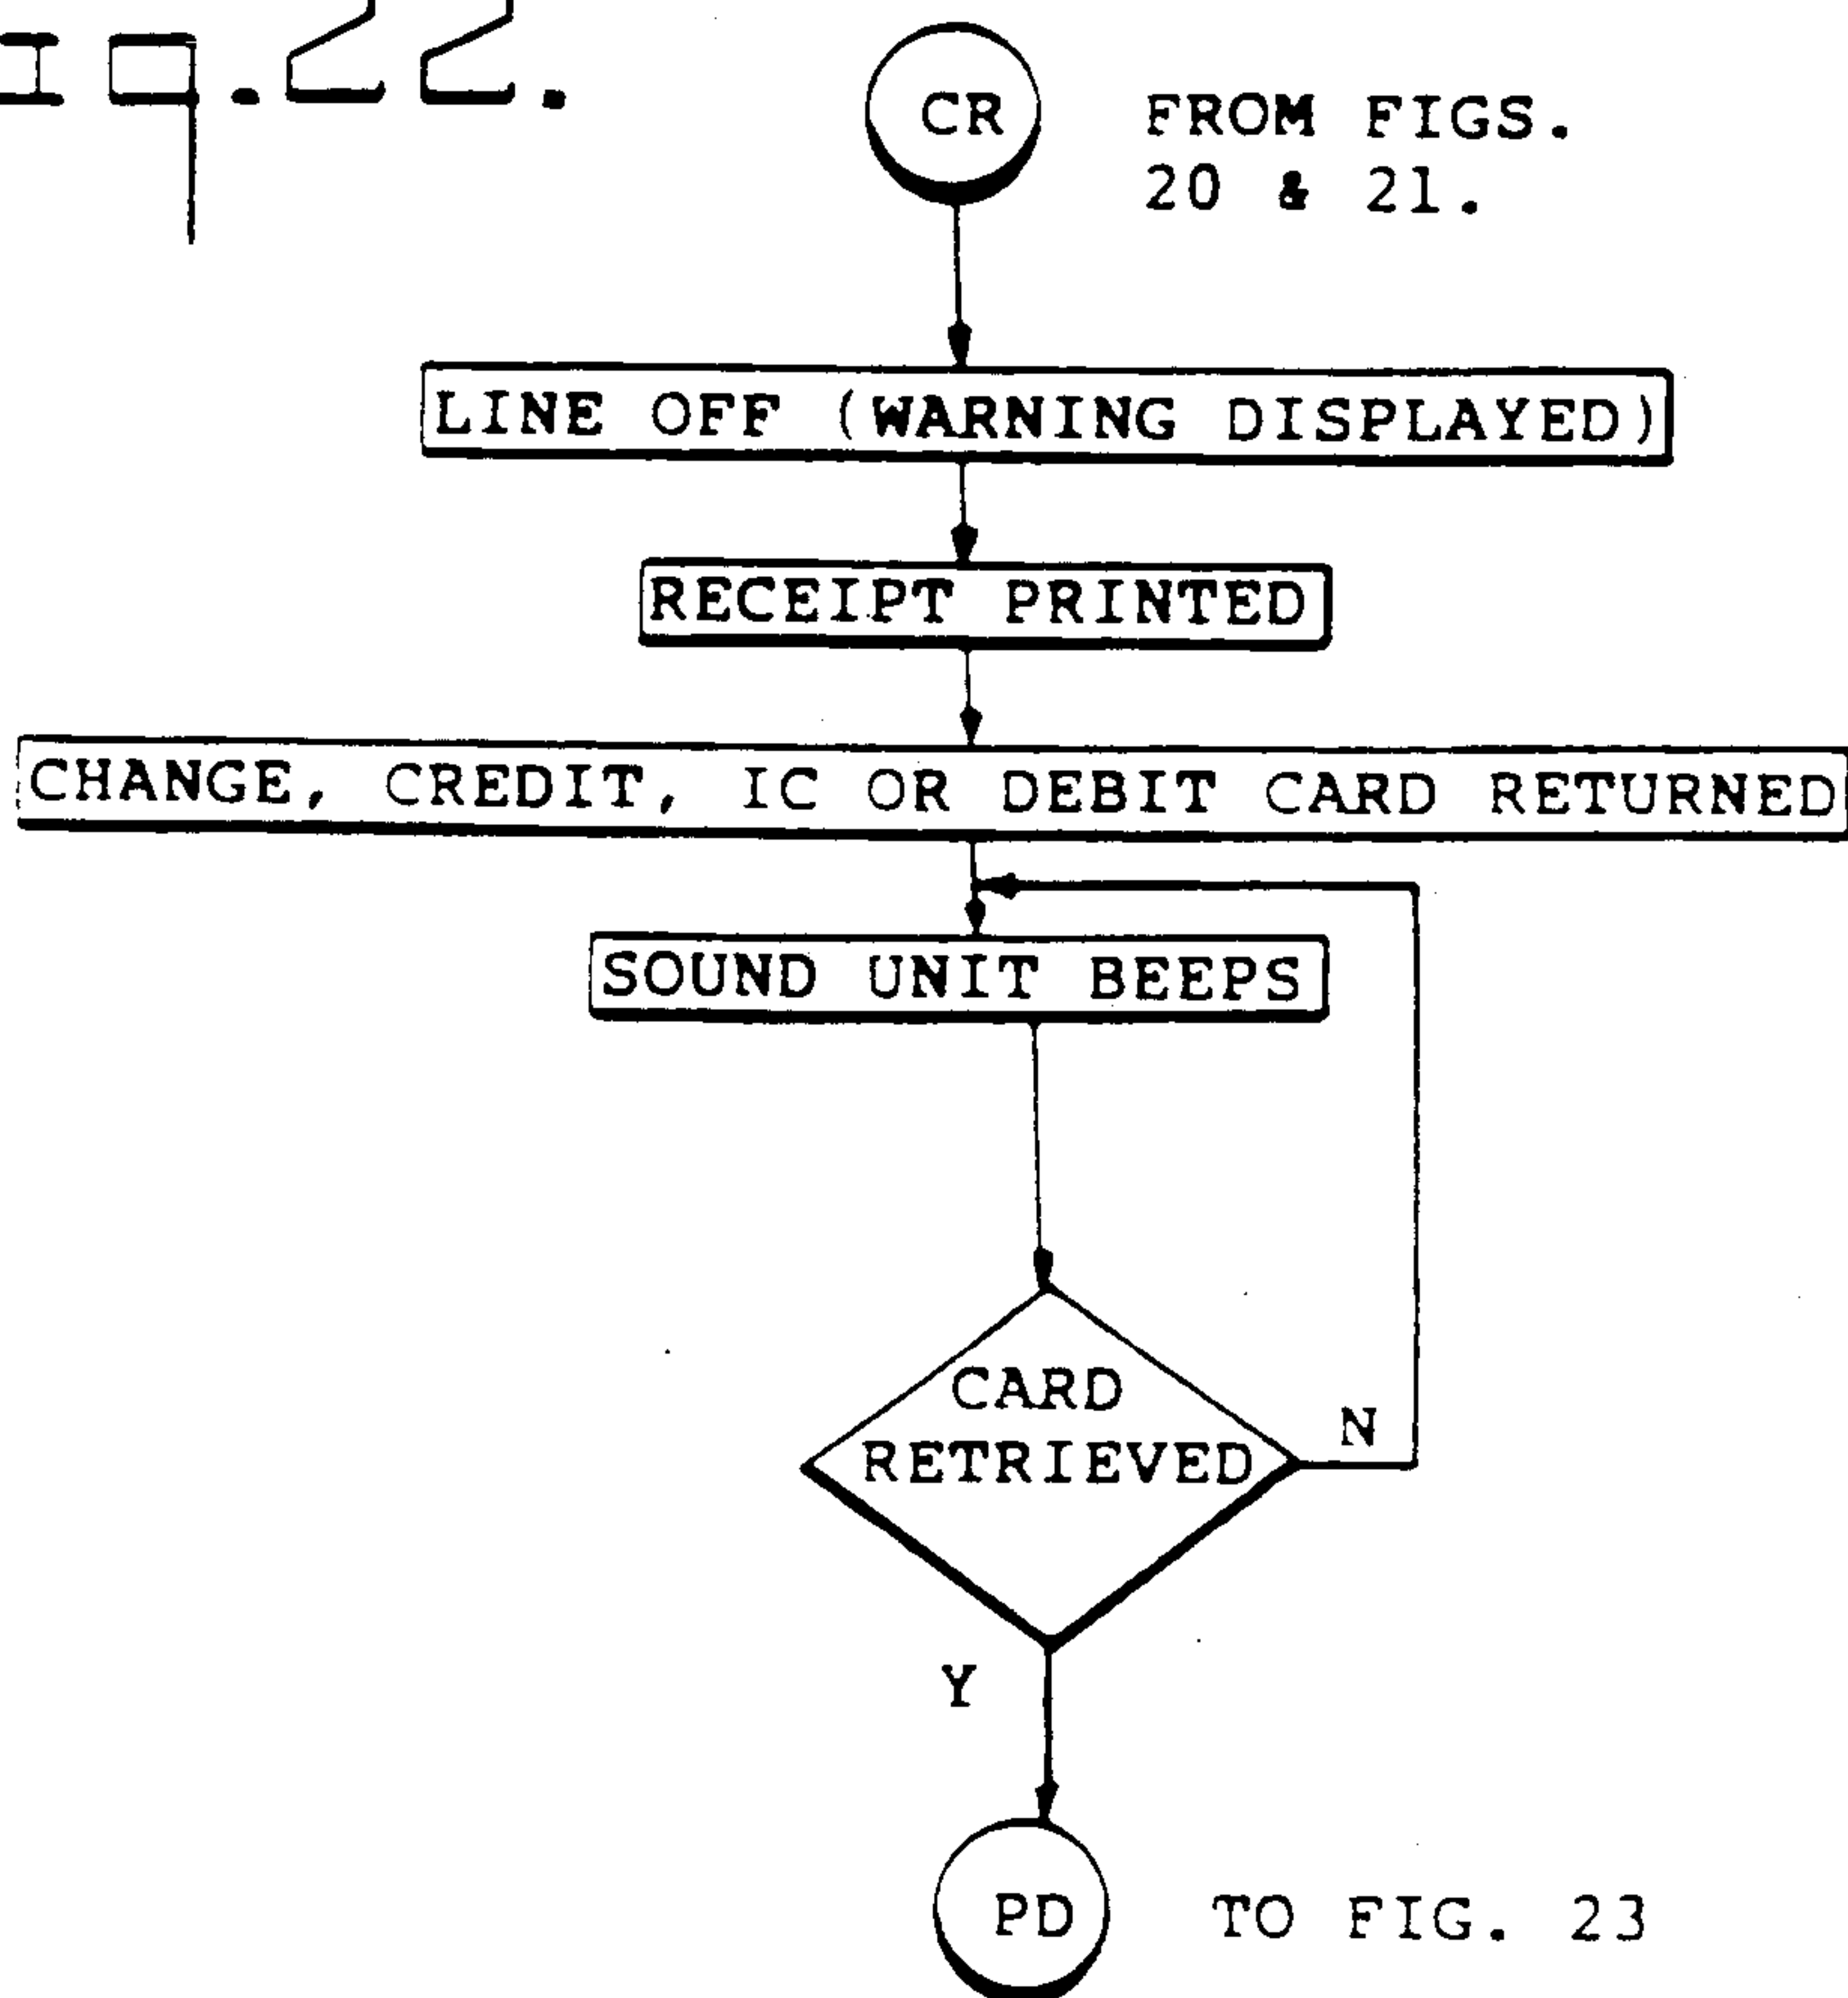 ig.22.
CR
FROM FIGS.
20 & 21.
LINE OFF (WARNING DISPLAYED)
RECEIPT PRINTED
CHANGE, CREDIT, IC OR DEBIT CARD RETURNED
SOUND UNIT BEEPS
CARD
RETRIEVED
N
Y
PD
TO FIG. 23